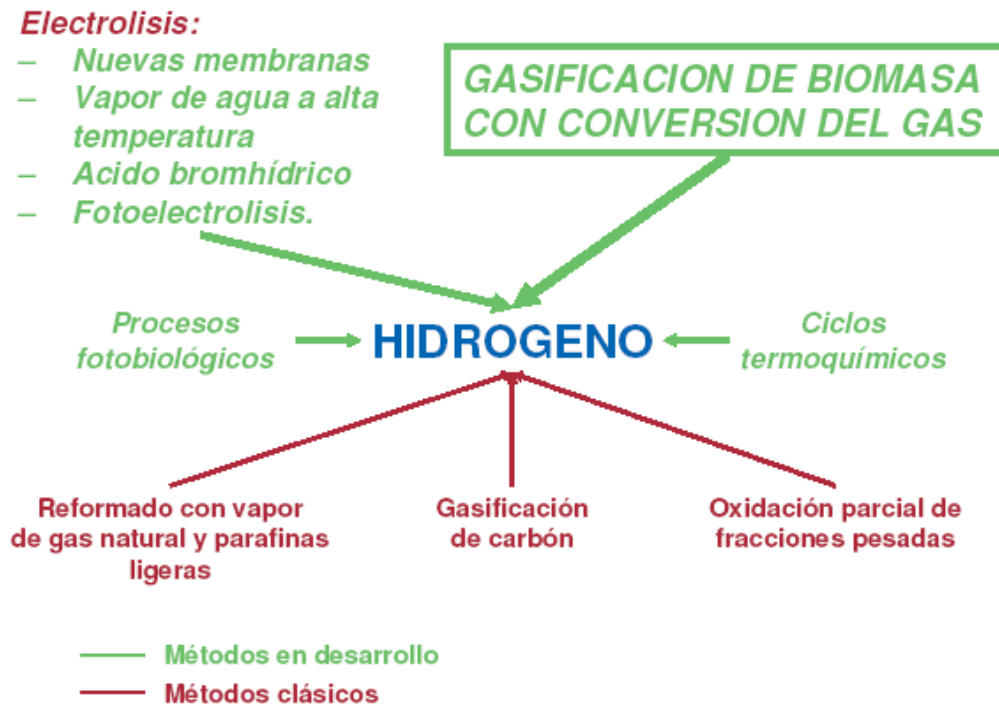 Electrolisis:
– Nuevas membranas
– Vapor de agua a alta
temperatura
– Acido bromhídrico
– Fotoelectrolisis.
GASIFICACION DE BIOMASA
CON CONVERSION DEL GAS
Procesos
fotobiológicos
HIDROGENO
Ciclos
termoquímicos
Reformado con vapor
de gas natural y parafinas
ligeras
Gasificación
de carbón
Oxidación parcial de
fracciones pesadas
Métodos en desarrollo
Métodos clásicos